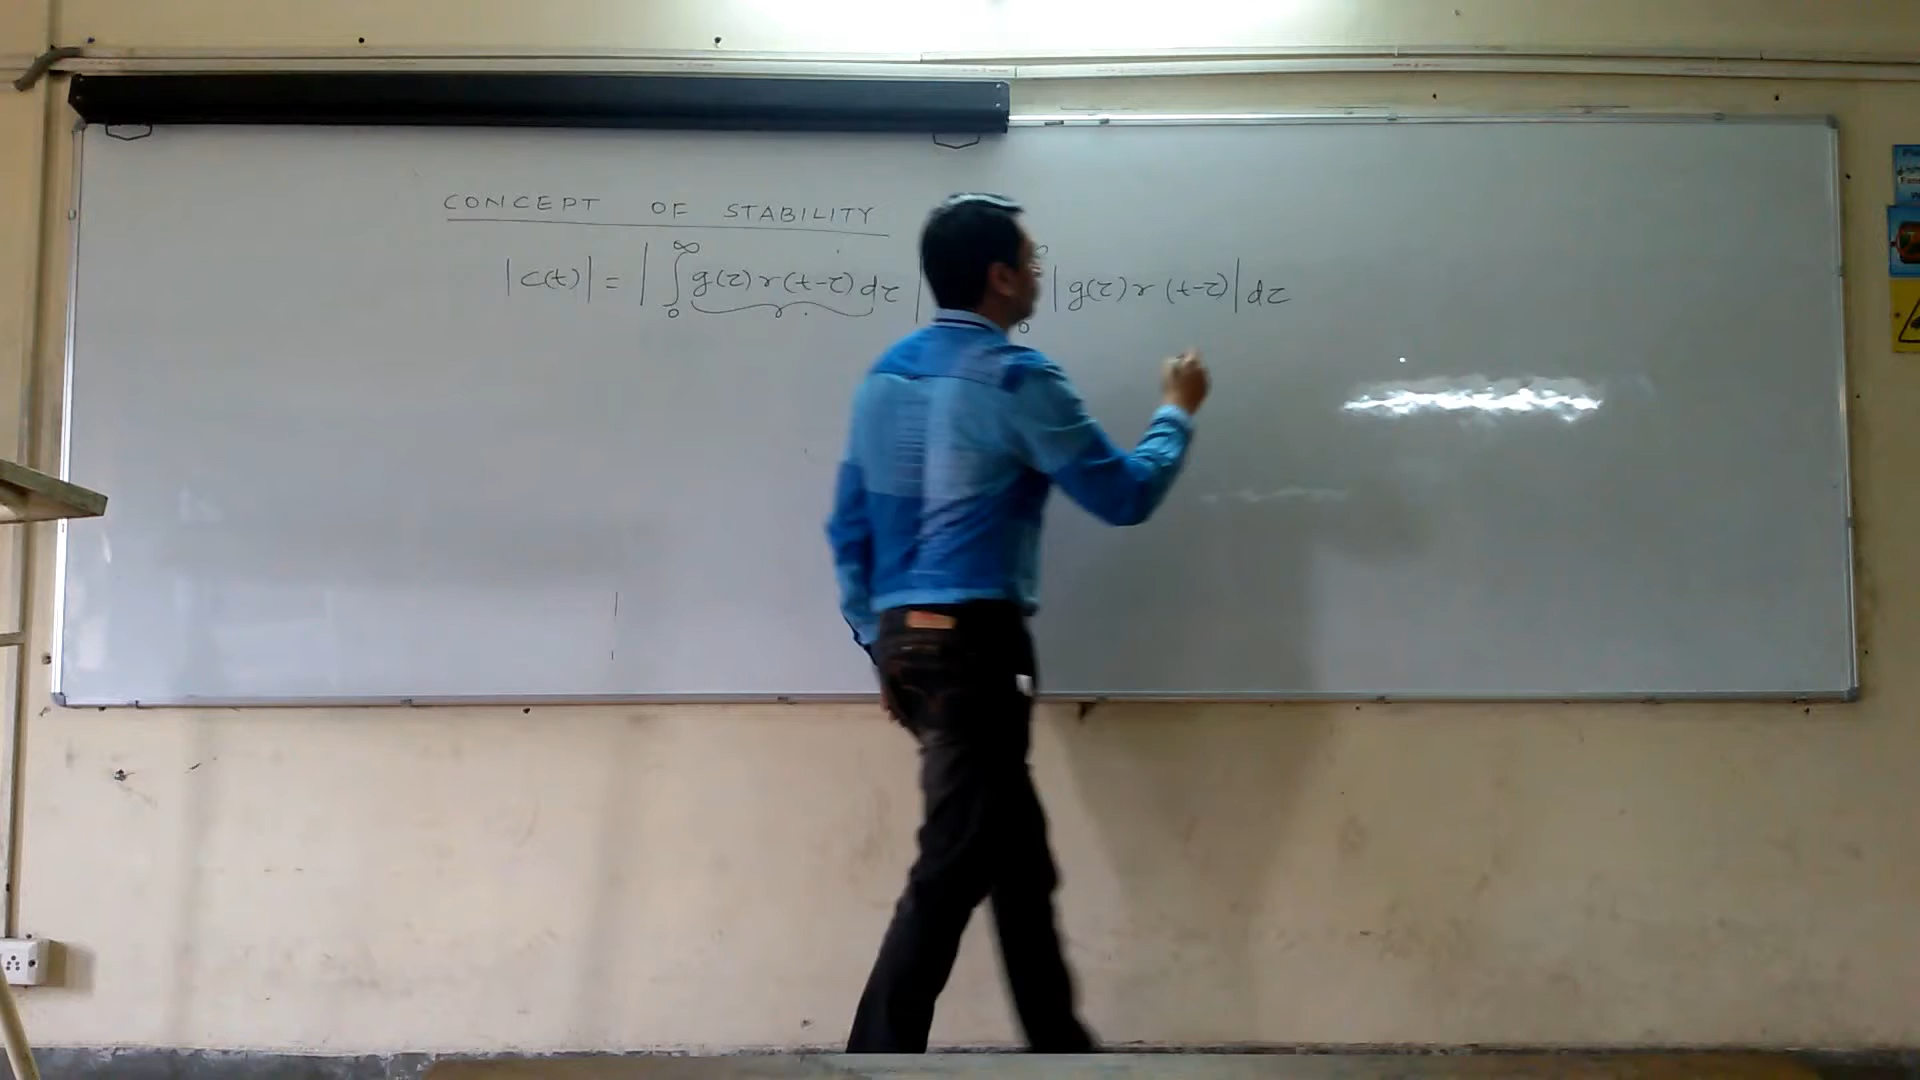 CONCEPT OF STABILITY
|c(t)| = | ∫₀^∞ g(τ) r(t-τ) dτ | ∫₀ | g(τ) r(t-τ) | dτ